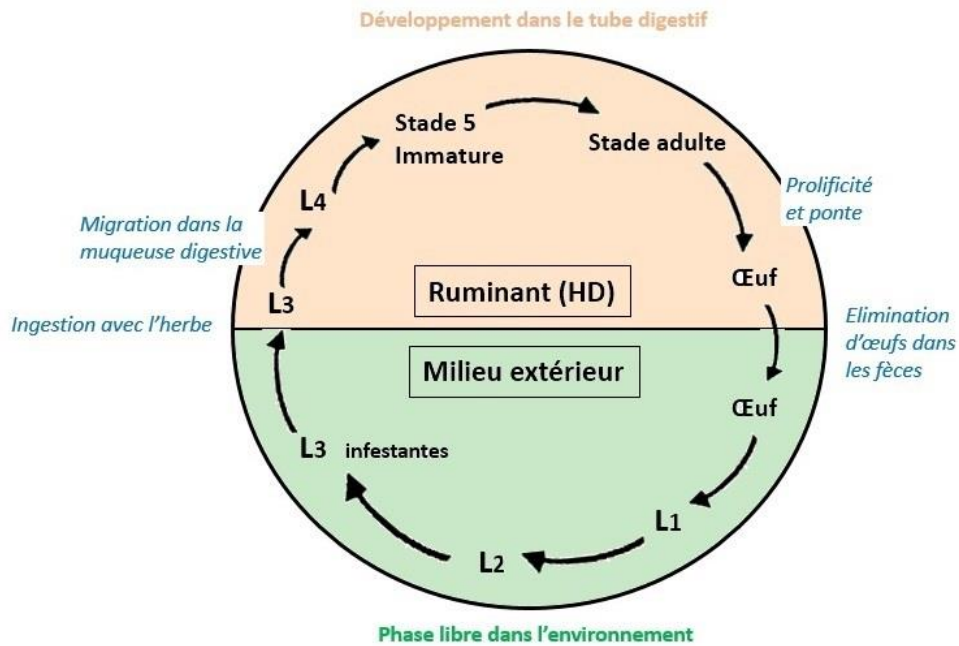 Développement dans le tube digestif
Stade 5
Immature
Stade adulte
L4
Prolificité
et ponte
Migration dans la
muqueuse digestive
Œuf
Ruminant (HD)
L3
Ingestion avec l'herbe
Elimination
d'œufs dans
les fèces
Milieu extérieur
Œuf
L3 infestantes
L1
L2
Phase libre dans l'environnement